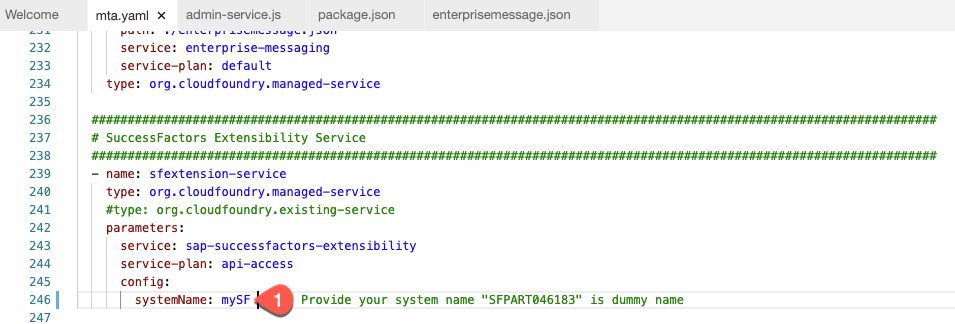 Welcome mta.yaml × admin-service.js package.json enterprisemessage.json
231 path: ./enterprisemessage.json
232 service: enterprise-messaging
233 service-plan: default
234 type: org.cloudfoundry.managed-service
235
236 #####################################################################################################################
237 # SuccessFactors Extensibility Service
238 #####################################################################################################################
239 - name: sfextension-service
240 type: org.cloudfoundry.managed-service
241 #type: org.cloudfoundry.existing-service
242 parameters:
243 service: sap-successfactors-extensibility
244 service-plan: api-access
245 config:
246 systemName: mySF 1 Provide your system name "SFPART046183" is dummy name
247